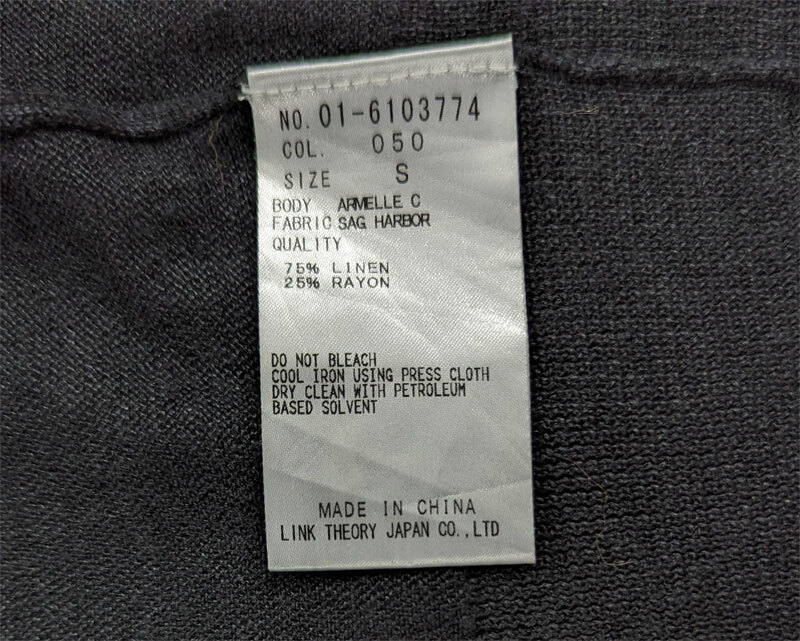 NO. 01-6103774
COL. 050
SIZE S
BODY ARMELLE C
FABRIC SAG HARBOR
QUALITY
75% LINEN
25% RAYON
DO NOT BLEACH
COOL IRON USING PRESS CLOTH
DRY CLEAN WITH PETROLEUM
BASED SOLVENT
MADE IN CHINA
LINK THEORY JAPAN CO.,LTD